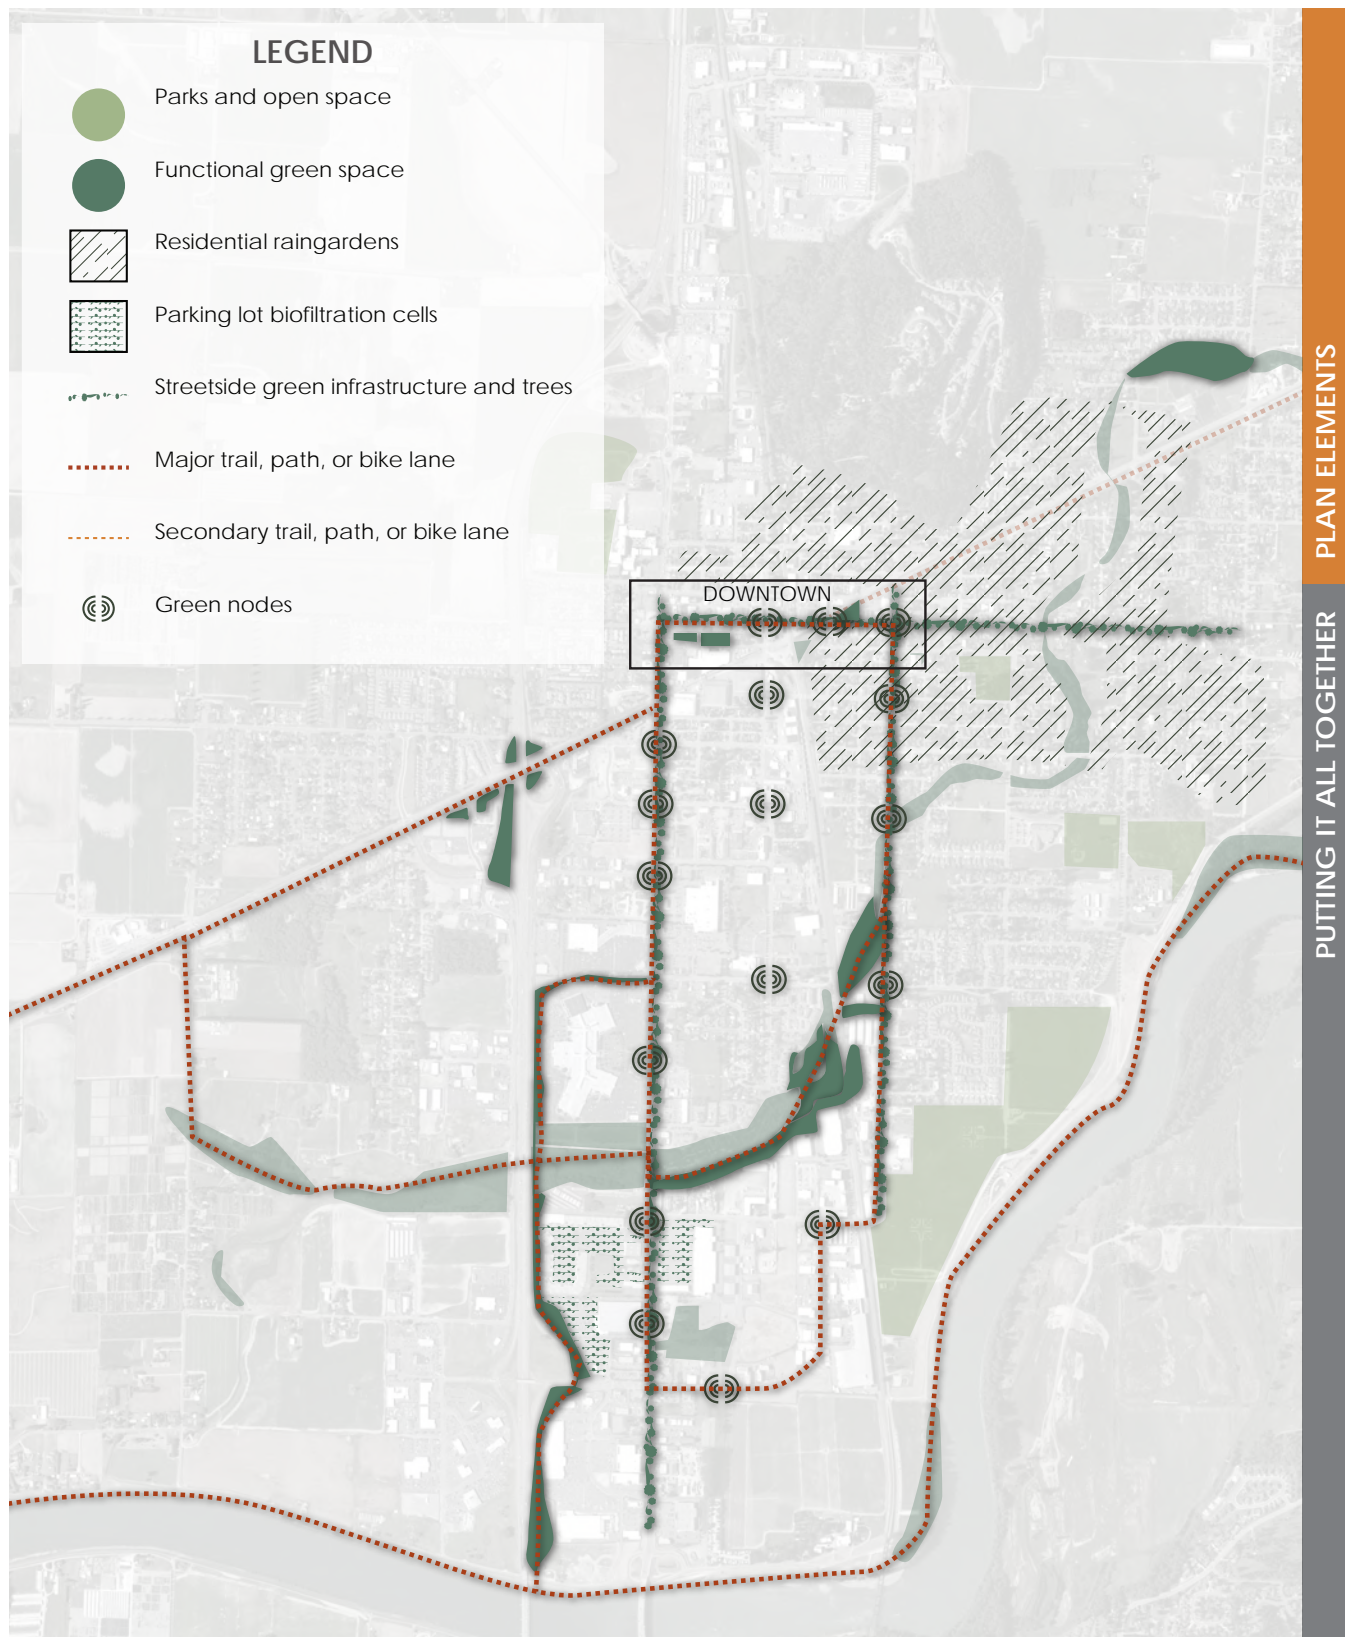 LEGEND
Parks and open space
Functional green space
Residential raingardens
Parking lot biofiltration cells
Streetside green infrastructure and trees
Major trail, path, or bike lane
Secondary trail, path, or bike lane
Green nodes
DOWNTOWN
PLAN ELEMENTS
PUTTING IT ALL TOGETHER